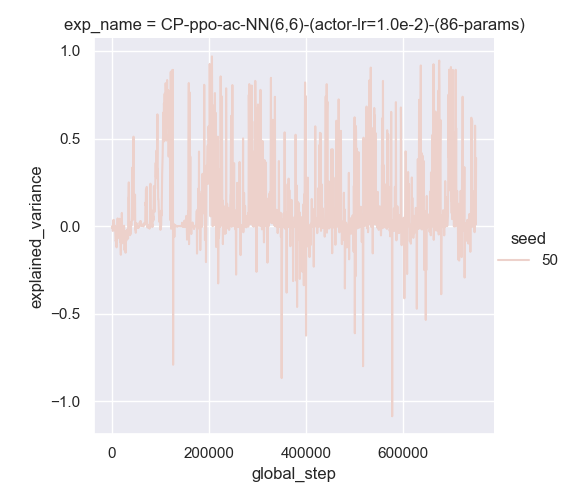 exp_name = CP-ppo-ac-NN(6,6)-(actor-lr=1.0e-2)-(86-params)
1.0
0.5
0.0
−0.5
−1.0
explained_variance
0
200000
400000
600000
global_step
seed
50